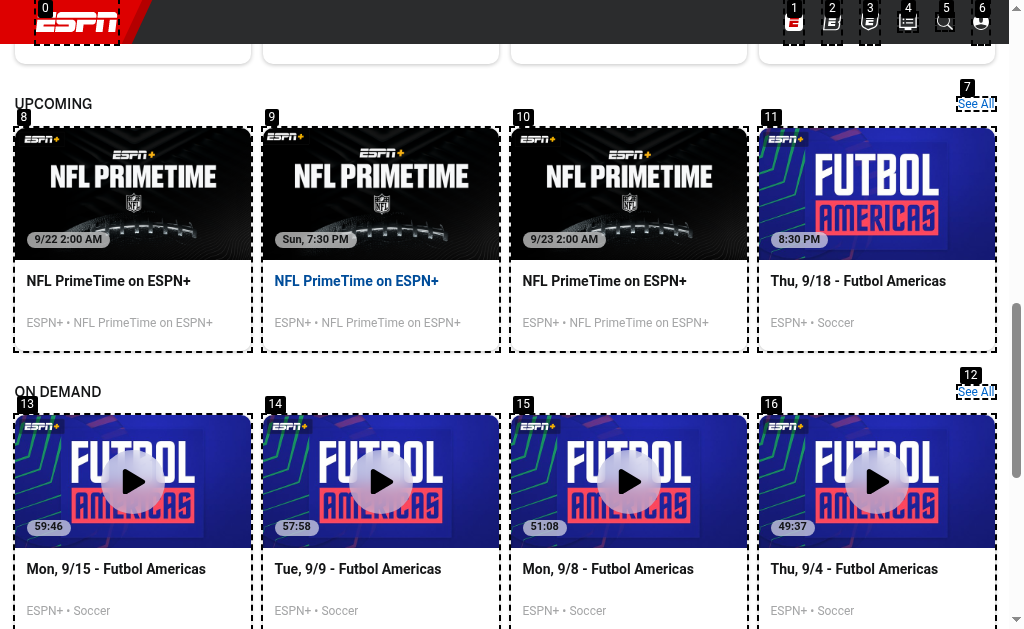 0
ESPN
1
2
3
4
5
6
UPCOMING
7
See All
8
ESPN+
ESPN+
NFL PRIMETIME
NFL
9/22 2:00 AM
NFL PrimeTime on ESPN+
ESPN+ • NFL PrimeTime on ESPN+
9
ESPN+
ESPN+
NFL PRIMETIME
NFL
Sun, 7:30 PM
NFL PrimeTime on ESPN+
ESPN+ • NFL PrimeTime on ESPN+
10
ESPN+
ESPN+
NFL PRIMETIME
NFL
9/23 2:00 AM
NFL PrimeTime on ESPN+
ESPN+ • NFL PrimeTime on ESPN+
11
ESPN+
FUTBOL
AMERICAS
8:30 PM
Thu, 9/18 - Futbol Americas
ESPN+ • Soccer
ON DEMAND
12
See All
13
ESPN+
FUTBOL
AMERICAS
59:46
Mon, 9/15 - Futbol Americas
ESPN+ • Soccer
14
ESPN+
FUTBOL
AMERICAS
57:58
Tue, 9/9 - Futbol Americas
ESPN+ • Soccer
15
ESPN+
FUTBOL
AMERICAS
51:08
Mon, 9/8 - Futbol Americas
ESPN+ • Soccer
16
ESPN+
FUTBOL
AMERICAS
49:37
Thu, 9/4 - Futbol Americas
ESPN+ • Soccer